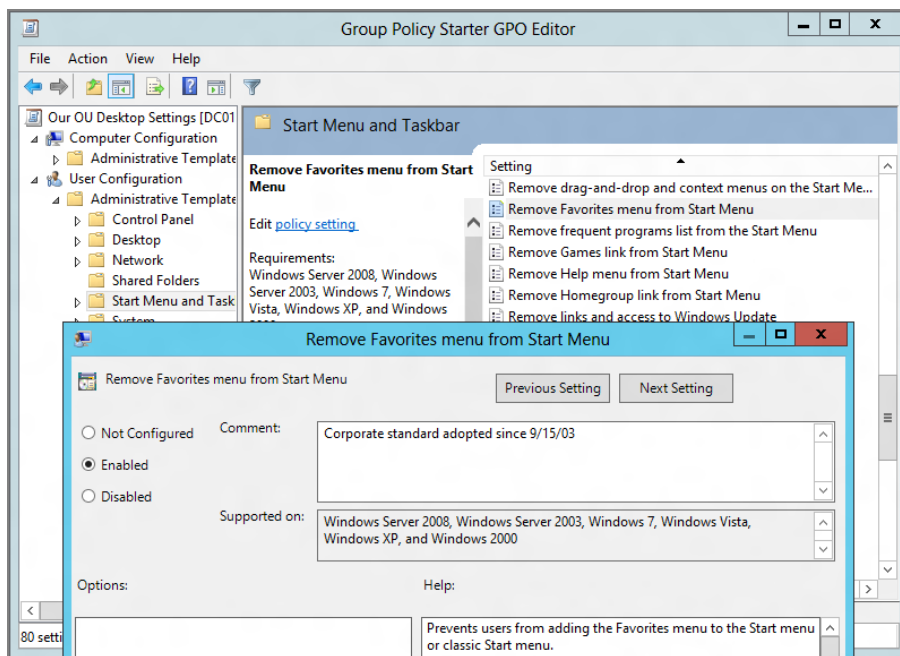 Group Policy Starter GPO Editor
File Action View Help
Our OU Desktop Settings [DC01
Computer Configuration
Administrative Template
User Configuration
Administrative Template
Control Panel
Desktop
Network
Shared Folders
Start Menu and Task
System
Start Menu and Taskbar
Remove Favorites menu from Start
Menu
Edit policy setting
Requirements:
Windows Server 2008, Windows
Server 2003, Windows 7, Windows
Vista, Windows XP, and Windows
Setting
Remove drag-and-drop and context menus on the Start Me...
Remove Favorites menu from Start Menu
Remove frequent programs list from the Start Menu
Remove Games link from Start Menu
Remove Help menu from Start Menu
Remove Homegroup link from Start Menu
Remove links and access to Windows Update
80 setti
Remove Favorites menu from Start Menu
Remove Favorites menu from Start Menu
Previous Setting Next Setting
Not Configured
Enabled
Disabled
Comment:
Corporate standard adopted since 9/15/03
Supported on:
Windows Server 2008, Windows Server 2003, Windows 7, Windows Vista,
Windows XP, and Windows 2000
Options:
Help:
Prevents users from adding the Favorites menu to the Start menu
or classic Start menu.